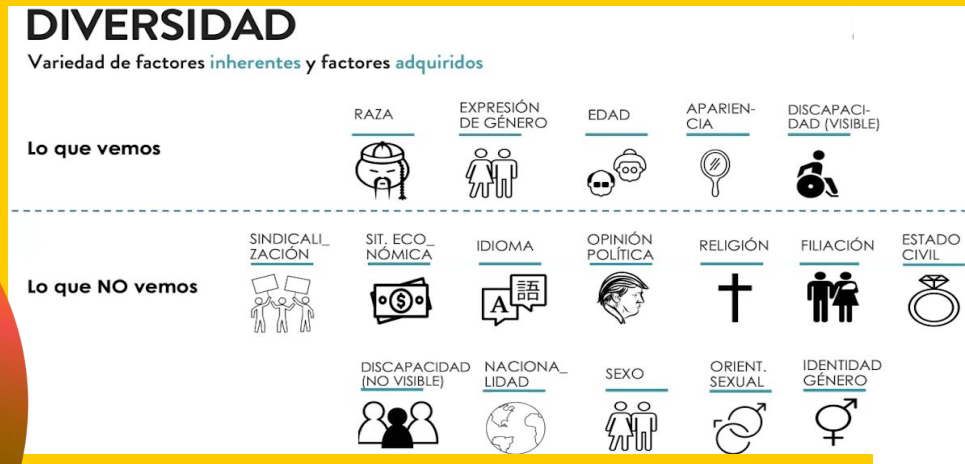 DIVERSIDAD
Variedad de factores inherentes y factores adquiridos
Lo que vemos
RAZA
EXPRESIÓN
DE GÉNERO
EDAD
APARIEN-
CIA
DISCAPACI-
DAD (VISIBLE)
Lo que NO vemos
SINDICALI_
ZACIÓN
SIT. ECO_
NÓMICA
IDIOMA
A 語
OPINIÓN
POLÍTICA
RELIGIÓN
FILIACIÓN
ESTADO
CIVIL
DISCAPACIDAD
(NO VISIBLE)
NACIONA_
LIDAD
SEXO
ORIENT.
SEXUAL
IDENTIDAD
GÉNERO